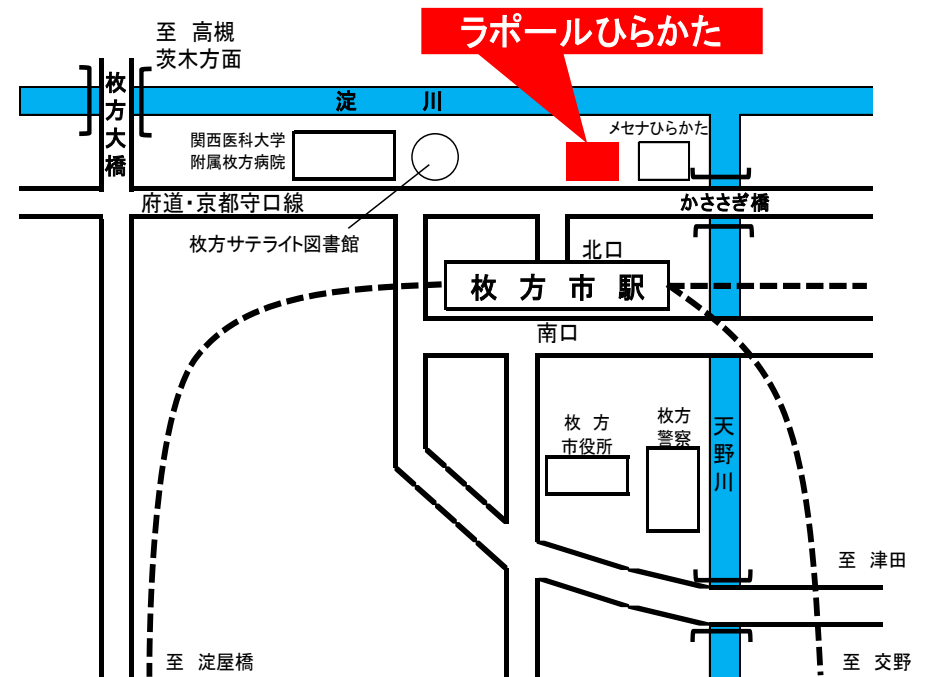 至 高槻
茨木方面
ラポールひらかた
枚方大橋
淀 川
関西医科大学
附属枚方病院
メセナひらかた
府道・京都守口線
かささぎ橋
枚方サテライト図書館
北口
枚 方 市 駅
南口
枚 方
市役所
枚方
警察
天野川
至 津田
至 淀屋橋
至 交野